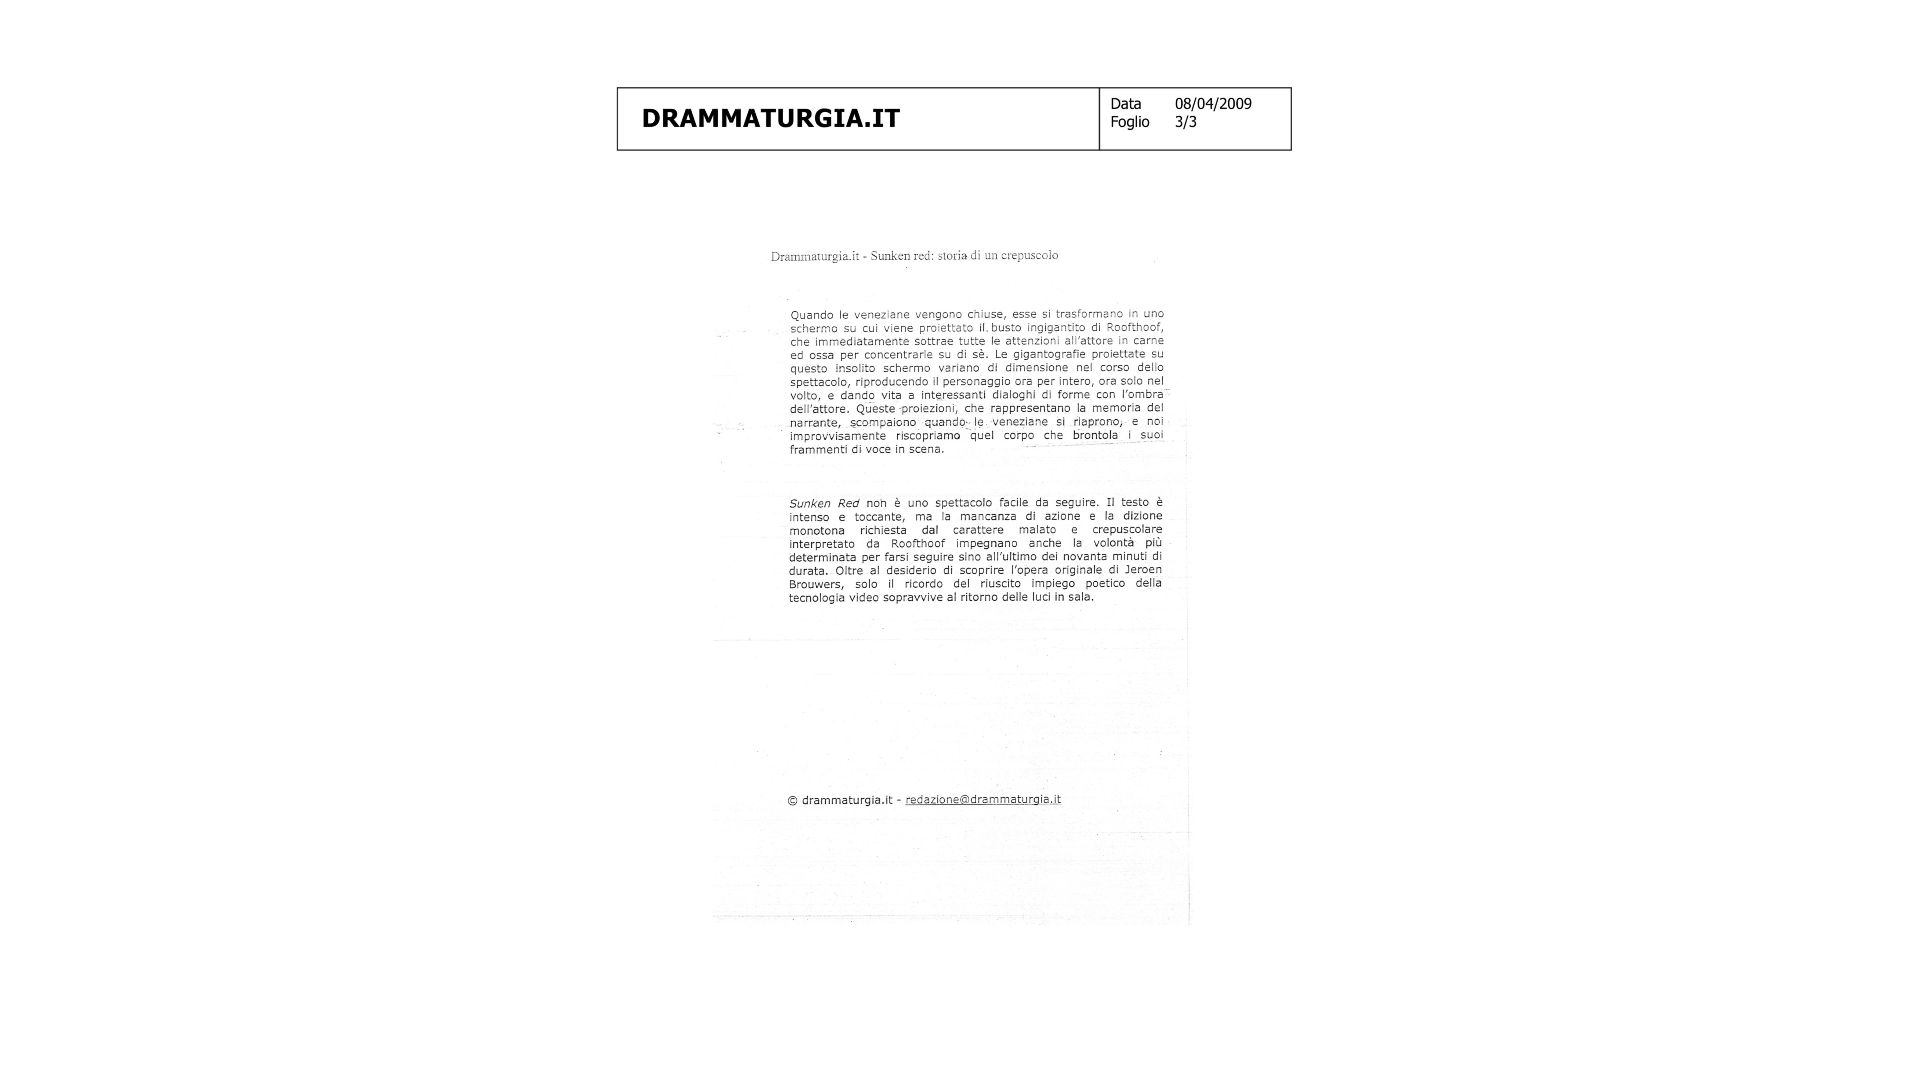 DRAMMATURGIA.IT
Data 08/04/2009
Foglio 3/3
Drammaturgia.it - Sunken red: storia di un crepuscolo
Quando le veneziane vengono chiuse, esse si trasformano in uno
schermo su cui viene proiettato il busto ingigantito di Roofthoof,
che immediatamente sottrae tutte le attenzioni all'attore in carne
ed ossa per concentrarle su di sè. Le gigantografie proiettate su
questo insolito schermo variano di dimensione nel corso dello
spettacolo, riproducendo il personaggio ora per intero, ora solo nel
volto, e dando vita a interessanti dialoghi di forme con l'ombra
dell'attore. Queste proiezioni, che rappresentano la memoria del
narrante, scompaiono quando le veneziane si riaprono, e noi
improvvisamente riscopriamo quel corpo che brontola i suoi
frammenti di voce in scena.
Sunken Red non è uno spettacolo facile da seguire. Il testo è
intenso e toccante, ma la mancanza di azione e la dizione
monotona richiesta dal carattere malato e crepuscolare
interpretato da Roofthoof impegnano anche la volontà più
determinata per farsi seguire sino all'ultimo dei novanta minuti di
durata. Oltre al desiderio di scoprire l'opera originale di Jeroen
Brouwers, solo il ricordo del riuscito impiego poetico della
tecnologia video sopravvive al ritorno delle luci in sala.
© drammaturgia.it - redazione@drammaturgia.it